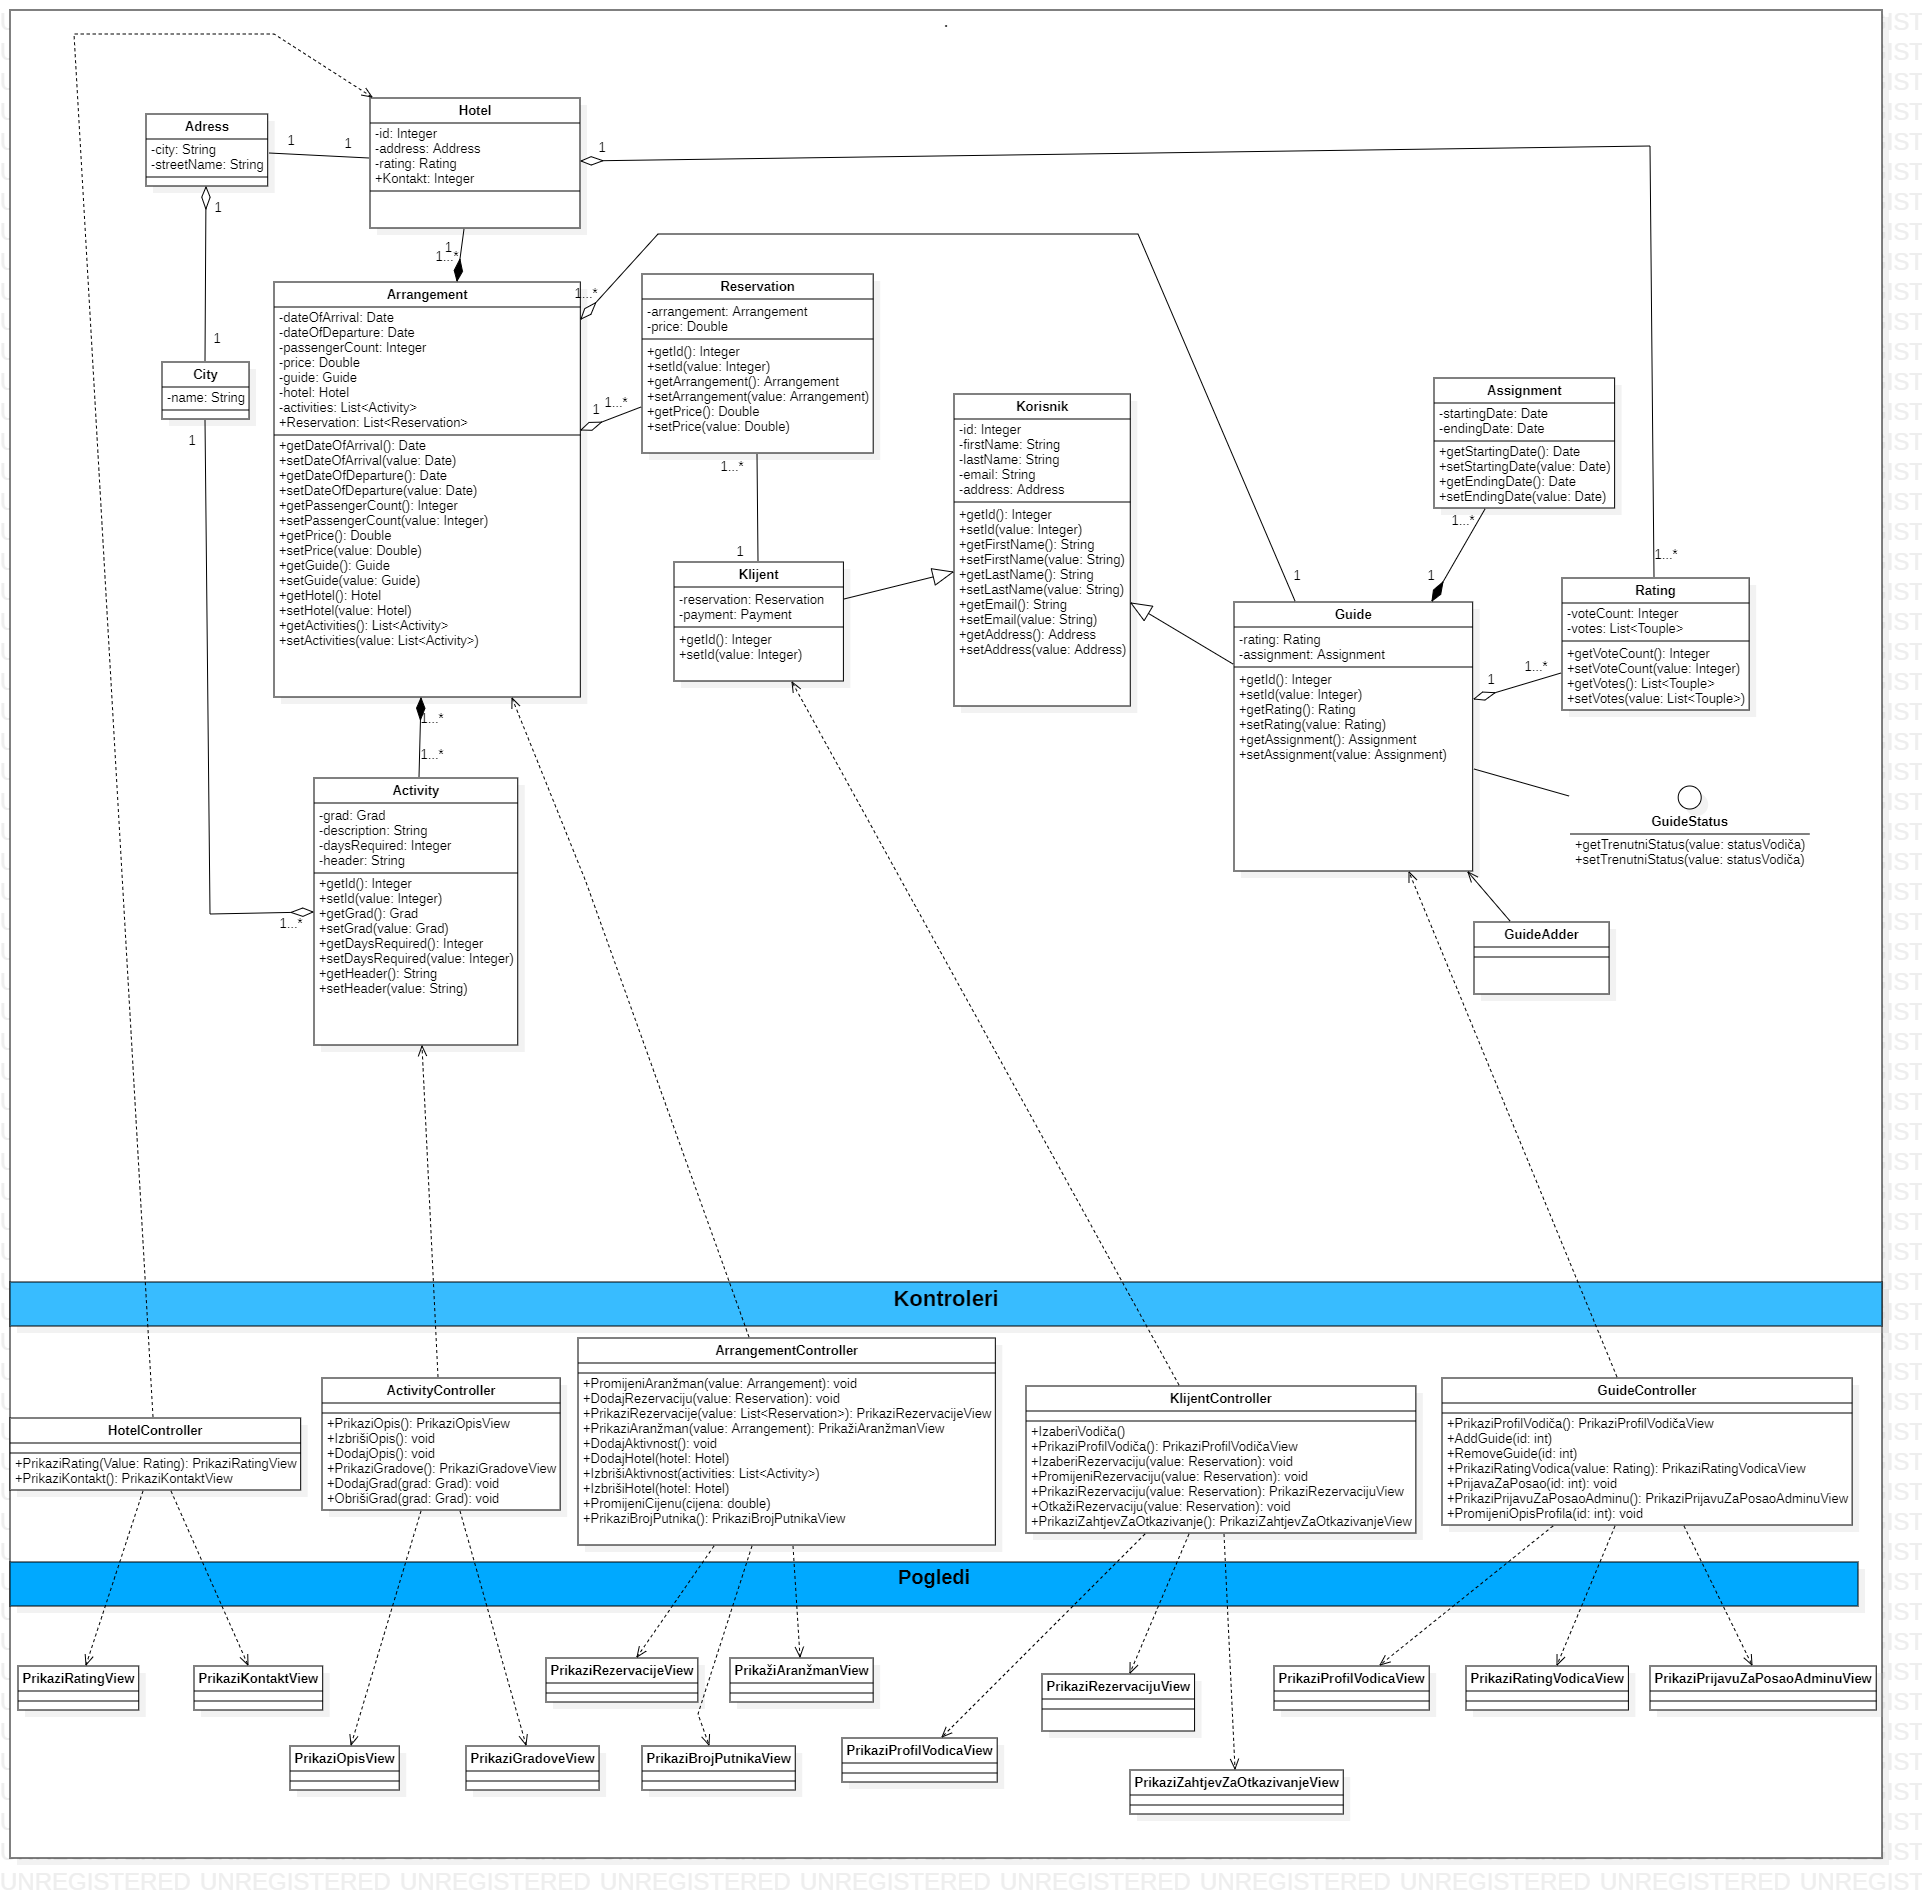 Hotel
-id: Integer
-address: Address
-rating: Rating
+Kontakt: Integer
Adress
-city: String
-streetName: String
1
1
1
1
1
1...*
1...*
1
City
-name: String
1
Arrangement
-dateOfArrival: Date
-dateOfDeparture: Date
-passengerCount: Integer
-price: Double
-guide: Guide
-hotel: Hotel
-activities: List<Activity>
+Reservation: List<Reservation>
+getDateOfArrival(): Date
+setDateOfArrival(value: Date)
+getDateOfDeparture(): Date
+setDateOfDeparture(value: Date)
+getPassengerCount(): Integer
+setPassengerCount(value: Integer)
+getPrice(): Double
+setPrice(value: Double)
+getGuide(): Guide
+setGuide(value: Guide)
+getHotel(): Hotel
+setHotel(value: Hotel)
+getActivities(): List<Activity>
+setActivities(value: List<Activity>)
1
1...*
Reservation
-arrangement: Arrangement
-price: Double
+getId(): Integer
+setId(value: Integer)
+getArrangement(): Arrangement
+setArrangement(value: Arrangement)
+getPrice(): Double
+setPrice(value: Double)
1...*
1
Klijent
-reservation: Reservation
-payment: Payment
+getId(): Integer
+setId(value: Integer)
Korisnik
-id: Integer
-firstName: String
-lastName: String
-email: String
-address: Address
+getId(): Integer
+setId(value: Integer)
+getFirstName(): String
+setFirstName(value: String)
+getLastName(): String
+setLastName(value: String)
+getEmail(): String
+setEmail(value: String)
+getAddress(): Address
+setAddress(value: Address)
Assignment
-startingDate: Date
-endingDate: Date
+getStartingDate(): Date
+setStartingDate(value: Date)
+getEndingDate(): Date
+setEndingDate(value: Date)
1...*
1
1
1...*
Guide
-rating: Rating
-assignment: Assignment
+getId(): Integer
+setId(value: Integer)
+getRating(): Rating
+setRating(value: Rating)
+getAssignment(): Assignment
+setAssignment(value: Assignment)
1
1...*
Rating
-voteCount: Integer
-votes: List<Touple>
+getVoteCount(): Integer
+setVoteCount(value: Integer)
+getVotes(): List<Touple>
+setVotes(value: List<Touple>)
GuideStatus
+getTrenutniStatus(value: statusVodiča)
+setTrenutniStatus(value: statusVodiča)
GuideAdder
1...*
1...*
Activity
-grad: Grad
-description: String
-daysRequired: Integer
-header: String
+getId(): Integer
+setId(value: Integer)
+getGrad(): Grad
+setGrad(value: Grad)
+getDaysRequired(): Integer
+setDaysRequired(value: Integer)
+getHeader(): String
+setHeader(value: String)
1...*
Kontroleri
HotelController
+PrikaziRating(Value: Rating): PrikaziRatingView
+PrikaziKontakt(): PrikaziKontaktView
ActivityController
+PrikaziOpis(): PrikaziOpisView
+IzbrišiOpis(): void
+DodajOpis(): void
+PrikaziGradove(): PrikaziGradoveView
+DodajGrad(grad: Grad): void
+ObrišiGrad(grad: Grad): void
ArrangementController
+PromijeniAranžman(value: Arrangement): void
+DodajRezervaciju(value: Reservation): void
+PrikaziRezervacije(value: List<Reservation>): PrikaziRezervacijeView
+PrikaziAranžman(value: Arrangement): PrikažiAranžmanView
+DodajAktivnost(): void
+DodajHotel(hotel: Hotel)
+IzbrišiAktivnost(activities: List<Activity>)
+IzbrišiHotel(hotel: Hotel)
+PromijeniCijenu(cijena: double)
+PrikaziBrojPutnika(): PrikaziBrojPutnikaView
KlijentController
+IzaberiVodiča()
+PrikaziProfilVodiča(): PrikaziProfilVodičaView
+IzaberiRezervaciju(value: Reservation): void
+PromijeniRezervaciju(value: Reservation): void
+PrikaziRezervaciju(value: Reservation): PrikaziRezervacijuView
+OtkažiRezervaciju(value: Reservation): void
+PrikaziZahtjevZaOtkazivanje(): PrikaziZahtjevZaOtkazivanjeView
GuideController
+PrikaziProfilVodiča(): PrikaziProfilVodičaView
+AddGuide(id: int)
+RemoveGuide(id: int)
+PrikaziRatingVodica(value: Rating): PrikaziRatingVodicaView
+PrijavaZaPosao(id: int): void
+PrikaziPrijavuZaPosaoAdminu(): PrikaziPrijavuZaPosaoAdminuView
+PromijeniOpisProfila(id: int): void
Pogledi
PrikaziRatingView
PrikaziKontaktView
PrikaziOpisView
PrikaziGradoveView
PrikaziRezervacijeView
PrikažiAranžmanView
PrikaziBrojPutnikaView
PrikaziProfilVodicaView
PrikaziRezervacijuView
PrikaziZahtjevZaOtkazivanjeView
PrikaziProfilVodicaView
PrikaziRatingVodicaView
PrikaziPrijavuZaPosaoAdminuView
UNREGISTERED UNREGISTERED UNREGISTERED UNREGISTERED UNREGISTERED UNREGISTERED UNREGISTERED UNREGISTERED UNREGISTERED UNREGIST